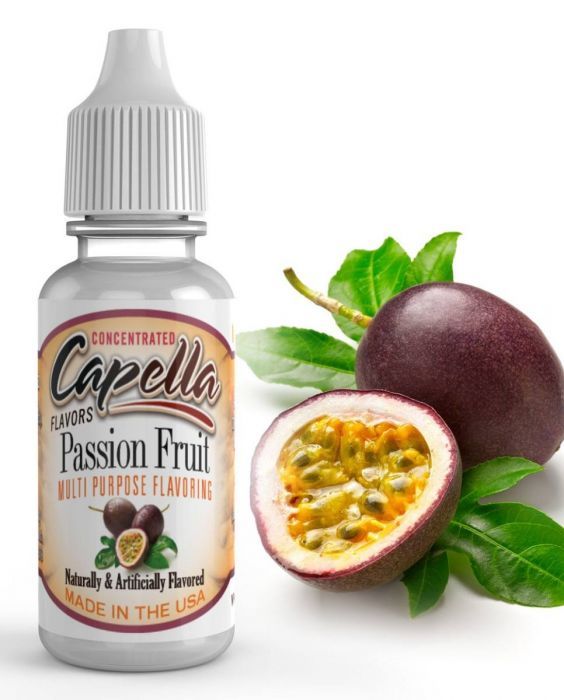 CONCENTRATED
Capella
FLAVORS
Passion Fruit
MULTI PURPOSE FLAVORING
Naturally & Artificially Flavored
MADE IN THE USA